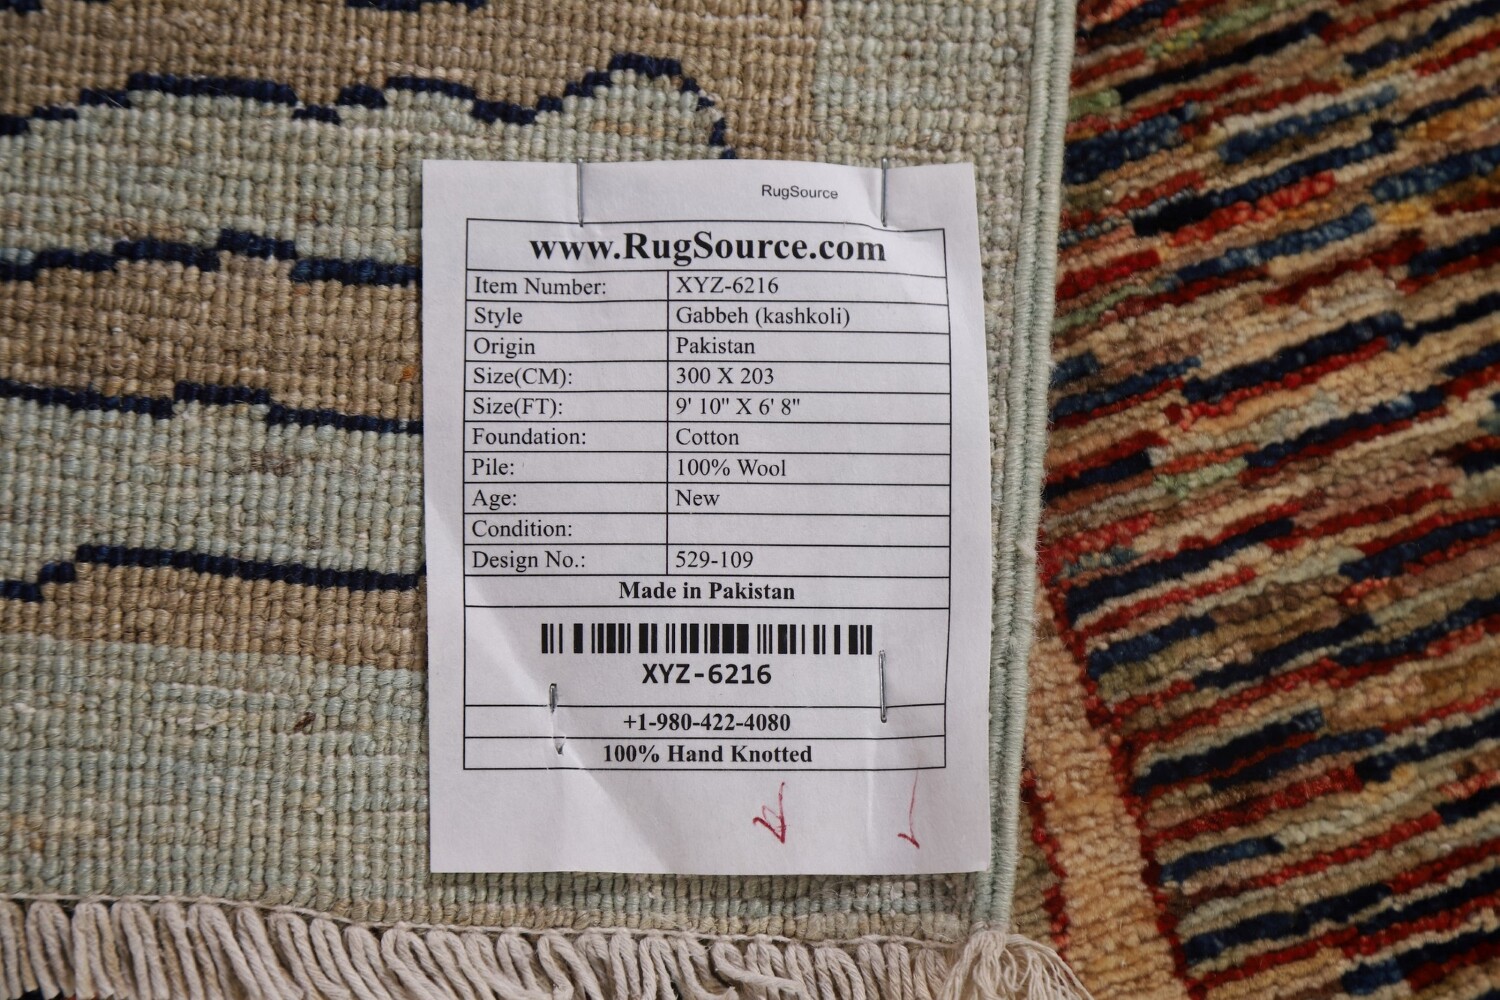 RugSource
www.RugSource.com
Item Number: XYZ-6216
Style Gabbeh (kashkoli)
Origin Pakistan
Size(CM): 300 X 203
Size(FT): 9' 10" X 6' 8"
Foundation: Cotton
Pile: 100% Wool
Age: New
Condition:
Design No.: 529-109
Made in Pakistan
XYZ-6216
+1-980-422-4080
100% Hand Knotted